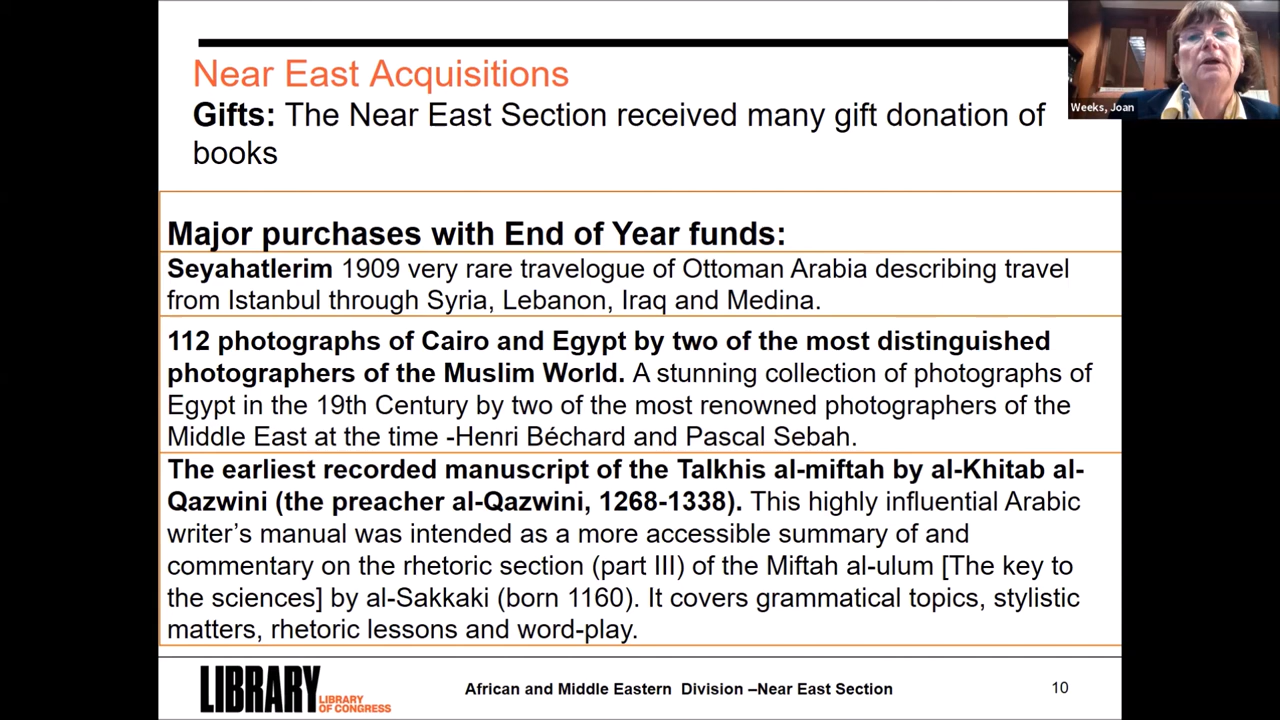 Near East Acquisitions
Gifts: The Near East Section received many gift donation of
books
Weeks, Joan
Major purchases with End of Year funds:
Seyahatlerim 1909 very rare travelogue of Ottoman Arabia describing travel
from Istanbul through Syria, Lebanon, Iraq and Medina.
112 photographs of Cairo and Egypt by two of the most distinguished
photographers of the Muslim World. A stunning collection of photographs of
Egypt in the 19th Century by two of the most renowned photographers of the
Middle East at the time -Henri Béchard and Pascal Sebah.
The earliest recorded manuscript of the Talkhis al-miftah by al-Khitab al-
Qazwini (the preacher al-Qazwini, 1268-1338). This highly influential Arabic
writer’s manual was intended as a more accessible summary of and
commentary on the rhetoric section (part III) of the Miftah al-ulum [The key to
the sciences] by al-Sakkaki (born 1160). It covers grammatical topics, stylistic
matters, rhetoric lessons and word-play.
LIBRARY
LIBRARY
OF CONGRESS
African and Middle Eastern Division –Near East Section
10